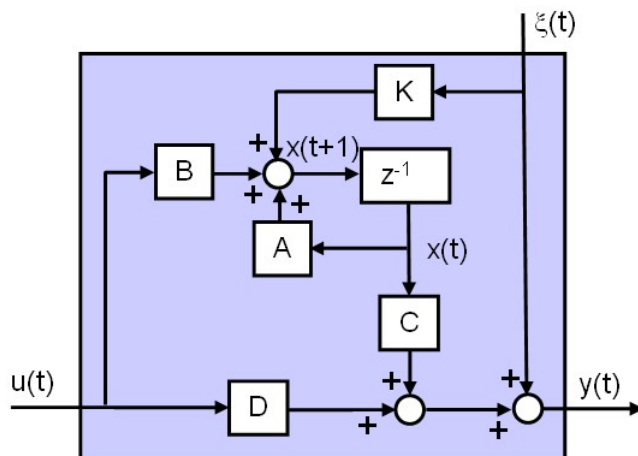 ξ(t)
K
+
x(t+1)
B
z⁻¹
+
+
A
x(t)
C
u(t)
+
+
y(t)
D
+
+